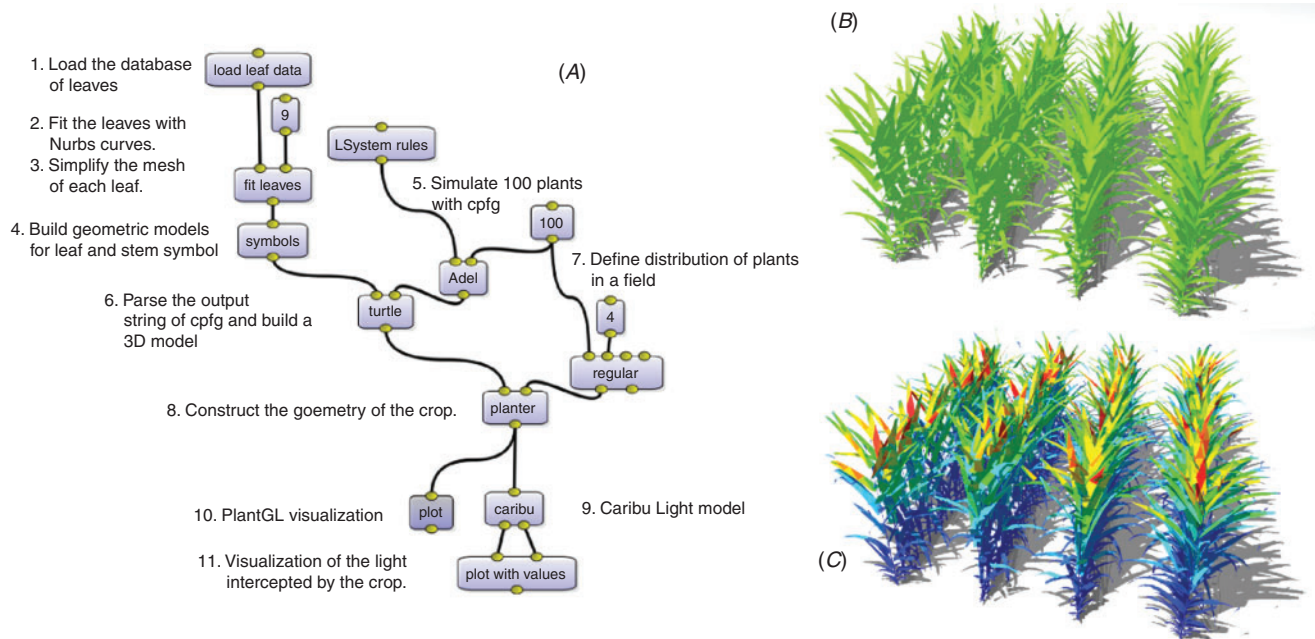 (A)
(B)
(C)
1. Load the database
of leaves
load leaf data
9
2. Fit the leaves with
Nurbs curves.
3. Simplify the mesh
of each leaf.
LSystem rules
fit leaves
5. Simulate 100 plants
with cpfg
100
4. Build geometric models
for leaf and stem symbol
symbols
7. Define distribution of plants
in a field
Adel
6. Parse the output
string of cpfg and build a
3D model
turtle
4
regular
8. Construct the goemetry of the crop.
planter
10. PlantGL visualization
plot
caribu
9. Caribu Light model
11. Visualization of the light
intercepted by the crop.
plot with values